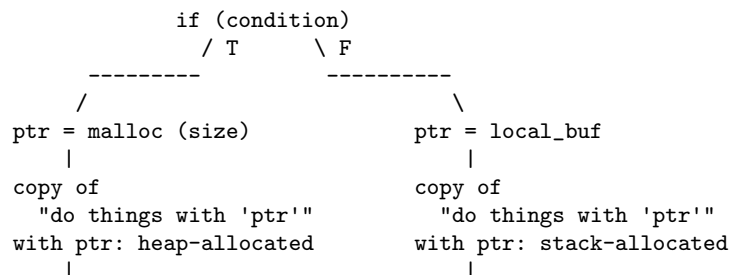 if (condition)
/ T \ F
--------- ----------
/ \
ptr = malloc (size) ptr = local_buf
| |
copy of copy of
"do things with 'ptr'" "do things with 'ptr'"
with ptr: heap-allocated with ptr: stack-allocated
| |